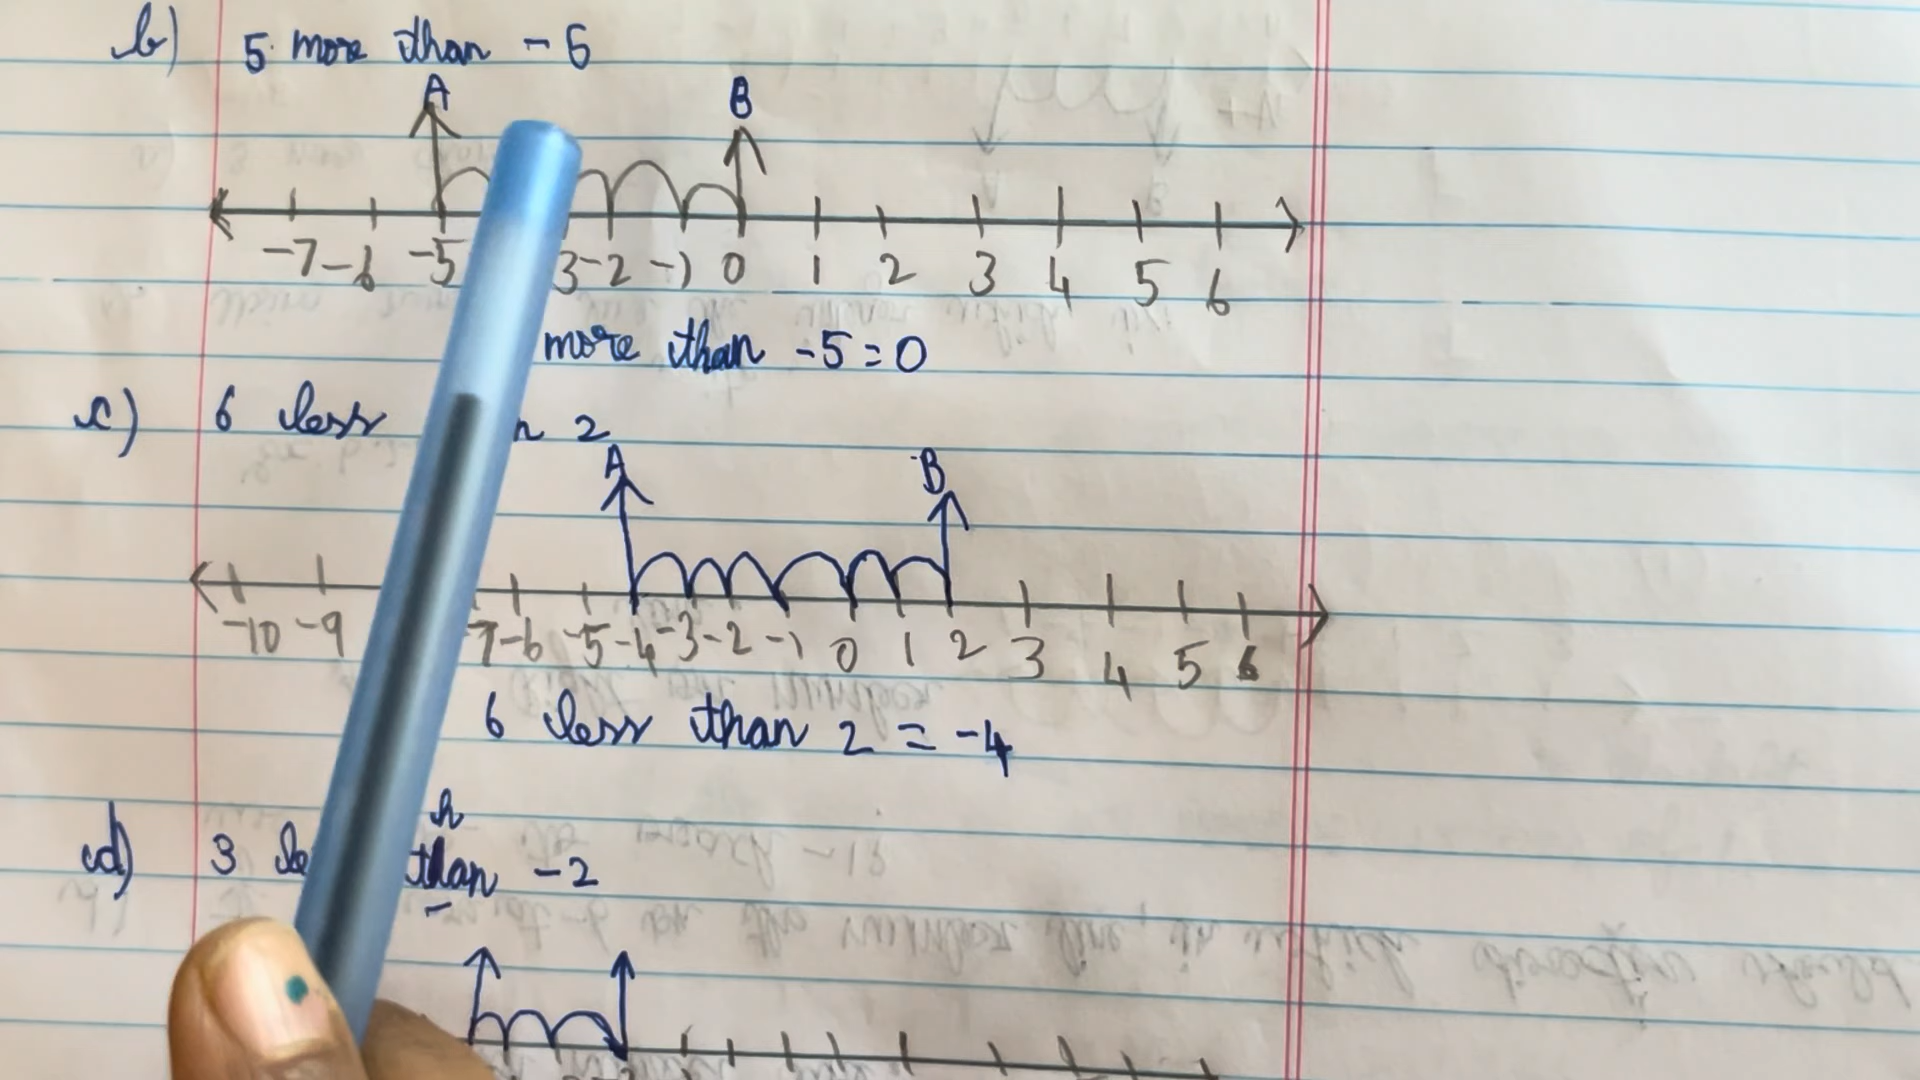 b) 5 more than -5
A B
-7 -6 -5 3 -2 -1 0 1 2 3 4 5 6
more than -5 = 0
c) 6 less n 2
A B
-10 -9 -7 -6 -5 -4 -3 -2 -1 0 1 2 3 4 5 6
6 less than 2 = -4
h
d) 3 le than -2